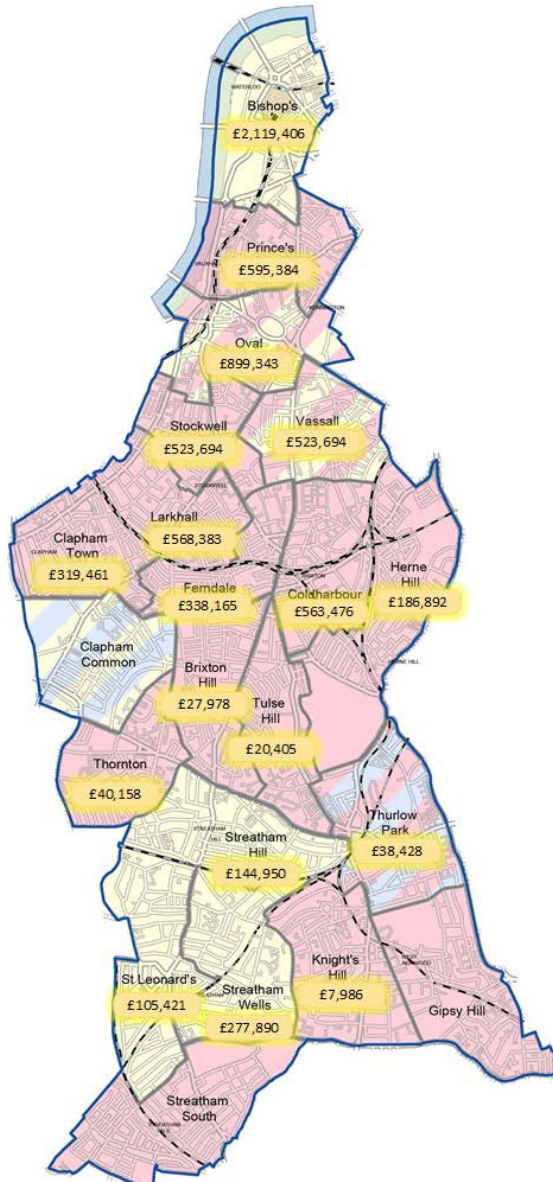 WATERLOO
Bishop's
£2,119,406
Prince's
VAUXHALL
£595,384
KENNINGTON
Oval
£899,343
Stockwell
£523,694
Vassall
£523,694
STOCKWELL
Larkhall
£568,383
Clapham
Town
CLAPHAM
£319,461
Ferndale
£338,165
Coldharbour
£563,476
Herne
Hill
£186,892
Clapham
Common
HERNE HILL
Brixton
Hill
£27,978
Tulse
Hill
£20,405
Thornton
£40,158
Thurlow
Park
£38,428
STREATHAM
HILL
Streatham
Hill
£144,950
Knight's
Hill
£7,986
WEST
NORWOOD
Gipsy Hill
St Leonard's
£105,421
Streatham
Wells
£277,890
Streatham
South
STREATHAM
VALE